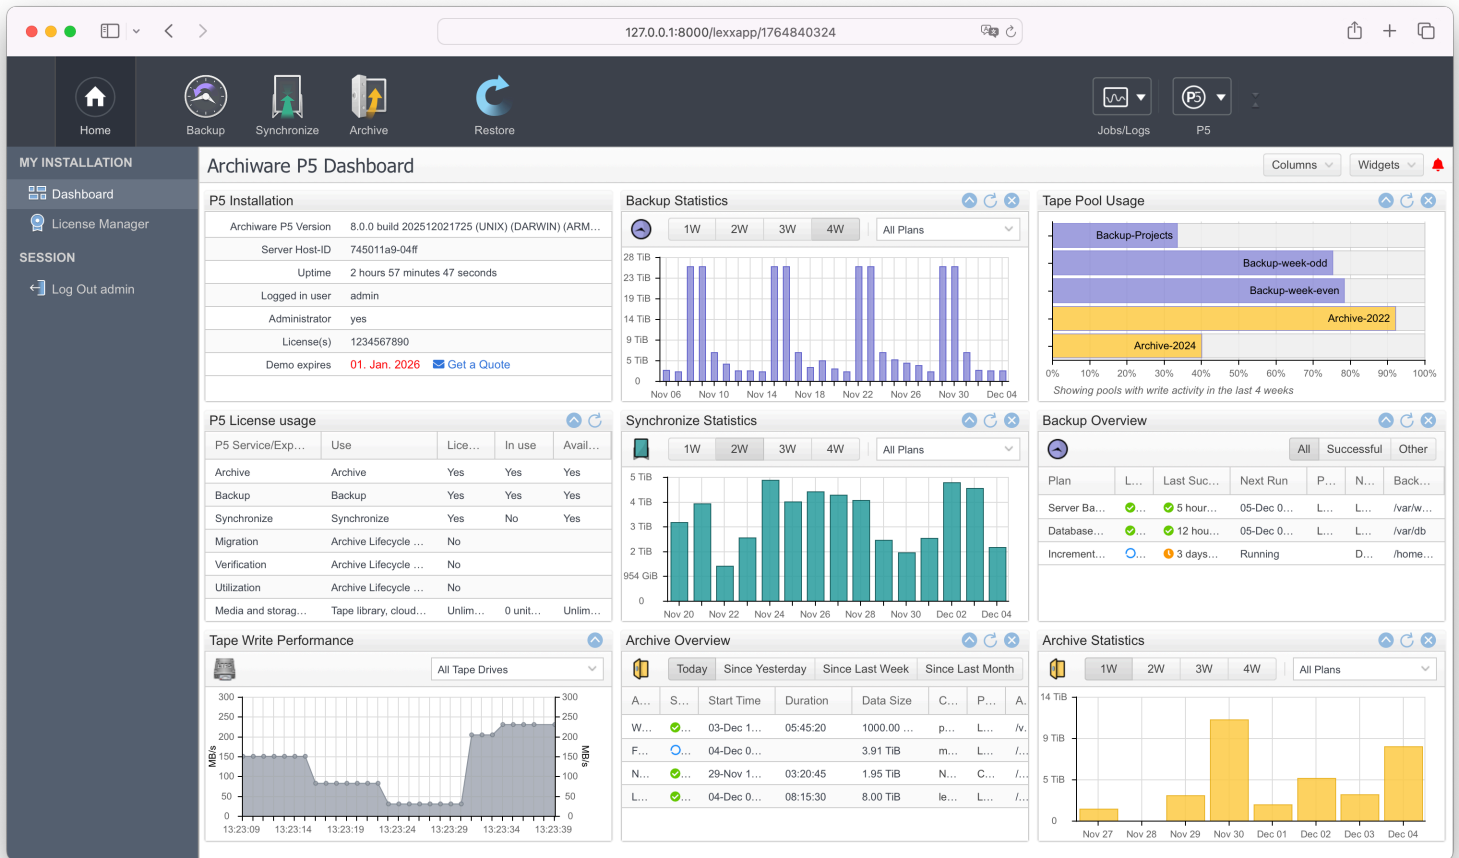 127.0.0.1:8000/lexxapp/1764840324
Home
Backup
Synchronize
Archive
Restore
Jobs/Logs
P5
P5
MY INSTALLATION
Dashboard
License Manager
SESSION
Log Out admin
Archiware P5 Dashboard
Columns
Widgets
P5 Installation
Archiware P5 Version 8.0.0 build 202512021725 (UNIX) (DARWIN) (ARM...
Server Host-ID 745011a9-04ff
Uptime 2 hours 57 minutes 47 seconds
Logged in user admin
Administrator yes
License(s) 1234567890
Demo expires 01. Jan. 2026 Get a Quote
Backup Statistics
1W 2W 3W 4W All Plans
28 TiB
23 TiB
19 TiB
14 TiB
9 TiB
5 TiB
0
Nov 06 Nov 10 Nov 14 Nov 18 Nov 22 Nov 26 Nov 30 Dec 04
Tape Pool Usage
Backup-Projects
Backup-week-odd
Backup-week-even
Archive-2022
Archive-2024
0% 10% 20% 30% 40% 50% 60% 70% 80% 90% 100%
Showing pools with write activity in the last 4 weeks
P5 License usage
P5 Service/Exp... Use Lice... In use Avail...
Archive Archive Yes Yes Yes
Backup Backup Yes Yes Yes
Synchronize Synchronize Yes No Yes
Migration Archive Lifecycle ... No
Verification Archive Lifecycle ... No
Utilization Archive Lifecycle ... No
Media and storag... Tape library, cloud... Unlim... 0 unit... Unlim...
Synchronize Statistics
1W 2W 3W 4W All Plans
5 TiB
4 TiB
3 TiB
2 TiB
954 GiB
0
Nov 20 Nov 22 Nov 24 Nov 26 Nov 28 Nov 30 Dec 02 Dec 04
Backup Overview
All Successful Other
Plan L... Last Suc... Next Run P... N... Back...
Server Ba... ... 5 hour... 05-Dec 0... L... L... /var/w...
Database... ... 12 hou... 05-Dec 0... L... L... /var/db
Increment... ... 3 days... Running D... /home...
Tape Write Performance
All Tape Drives
300 300
250 250
200 200
150 150
100 100
50 50
0 0
MB/s MB/s
13:23:09 13:23:14 13:23:19 13:23:24 13:23:29 13:23:34 13:23:39
Archive Overview
Today Since Yesterday Since Last Week Since Last Month
A... S... Start Time Duration Data Size C... P... A.
W... ... 03-Dec 1... 05:45:20 1000.00 ... p... L... /v.
F... ... 04-Dec 0... 3.91 TiB m... L... /...
N... ... 29-Nov 1... 03:20:45 1.95 TiB N... C... /...
L... ... 04-Dec 0... 08:15:30 8.00 TiB le... L... /...
Archive Statistics
1W 2W 3W 4W All Plans
14 TiB
9 TiB
5 TiB
0
Nov 27 Nov 28 Nov 29 Nov 30 Dec 01 Dec 02 Dec 03 Dec 04